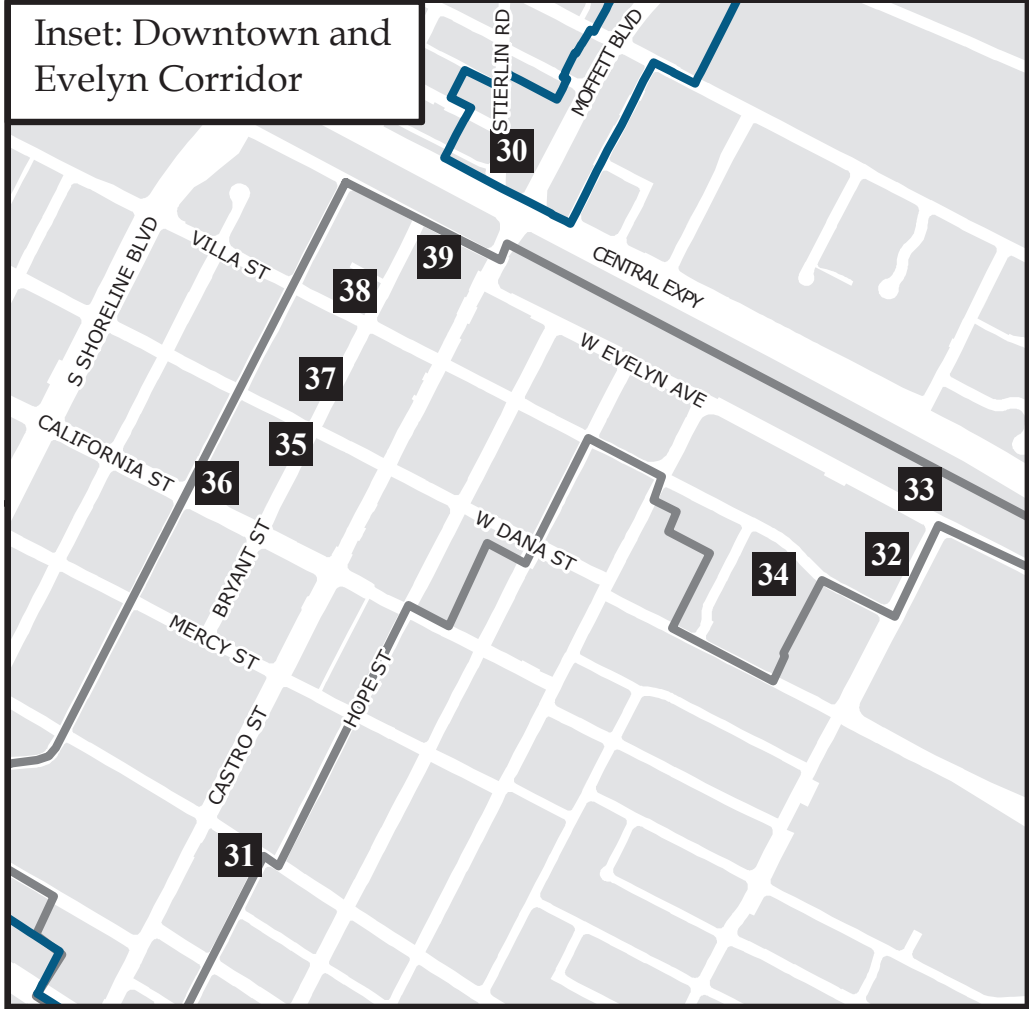 Inset: Downtown and
Evelyn Corridor
STIERLIN RD
MOFFETT BLVD
30
S SHORELINE BLVD
VILLA ST
39
CENTRAL EXPY
38
W EVELYN AVE
37
CALIFORNIA ST
35
36
33
W DANA ST
32
34
BRYANT ST
MERCY ST
HOPE ST
CASTRO ST
31